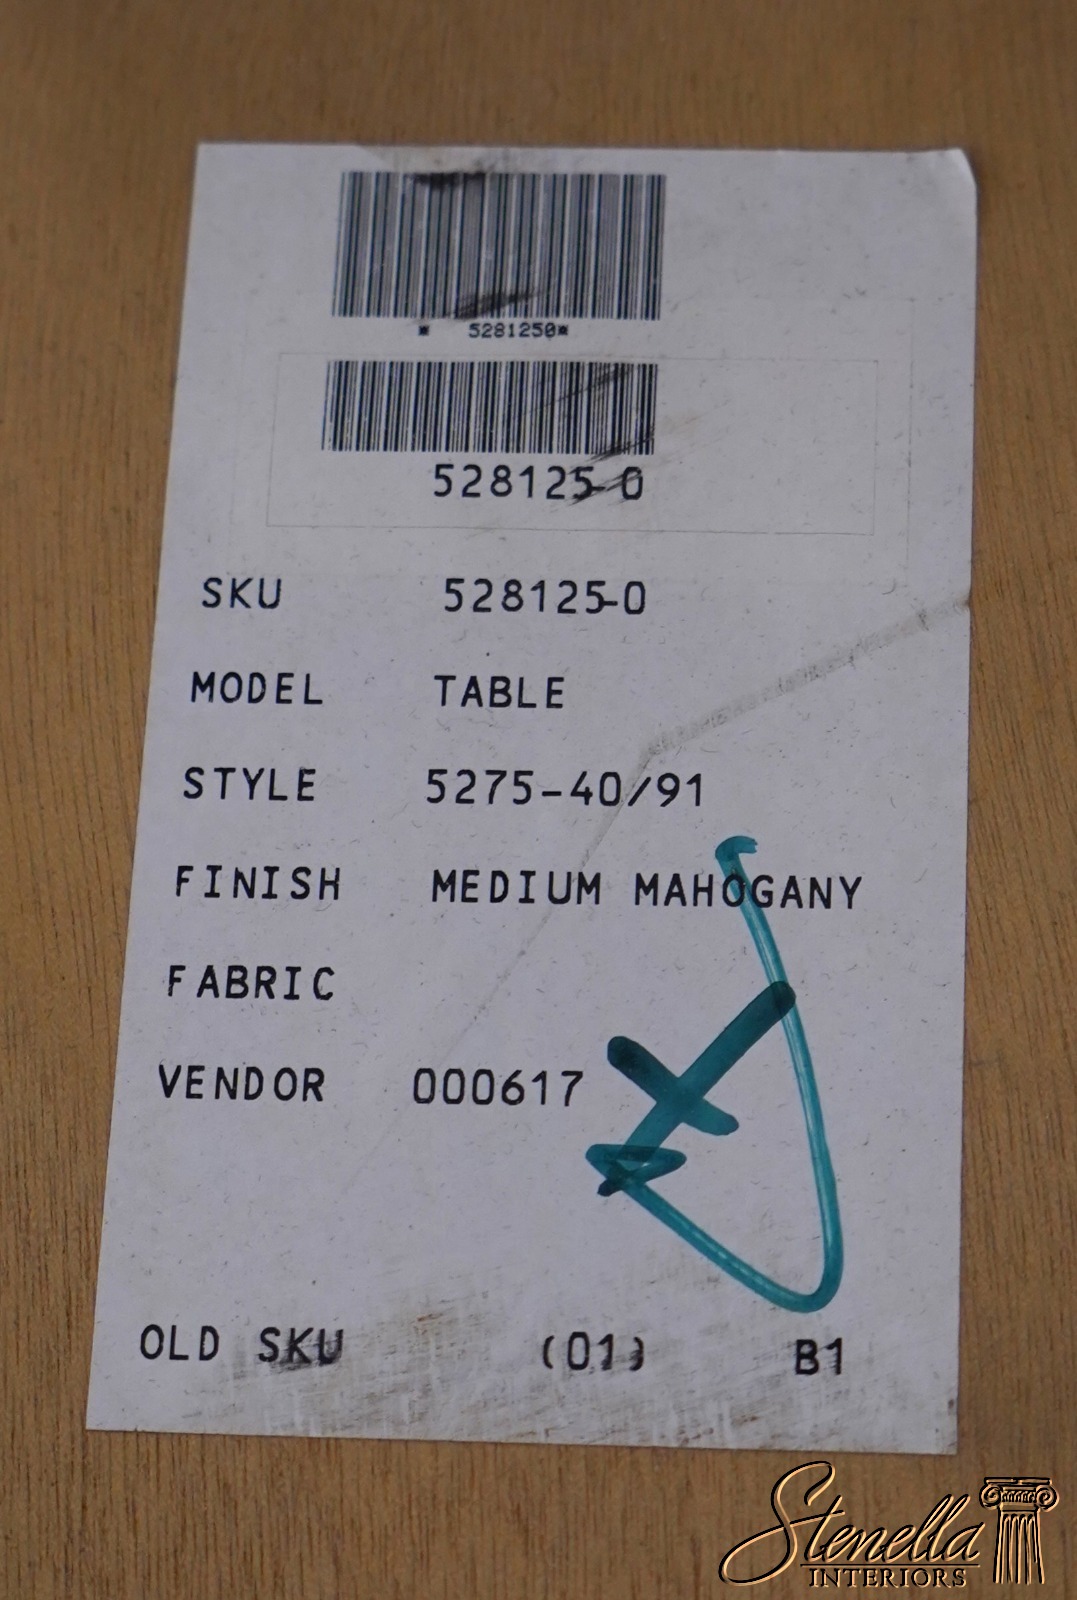 * 5281250*
528125-0
SKU 528125-0
MODEL TABLE
STYLE 5275-40/91
FINISH MEDIUM MAHOGANY
FABRIC
VENDOR 000617
OLD SKU (01) B1
Stenella
INTERIORS